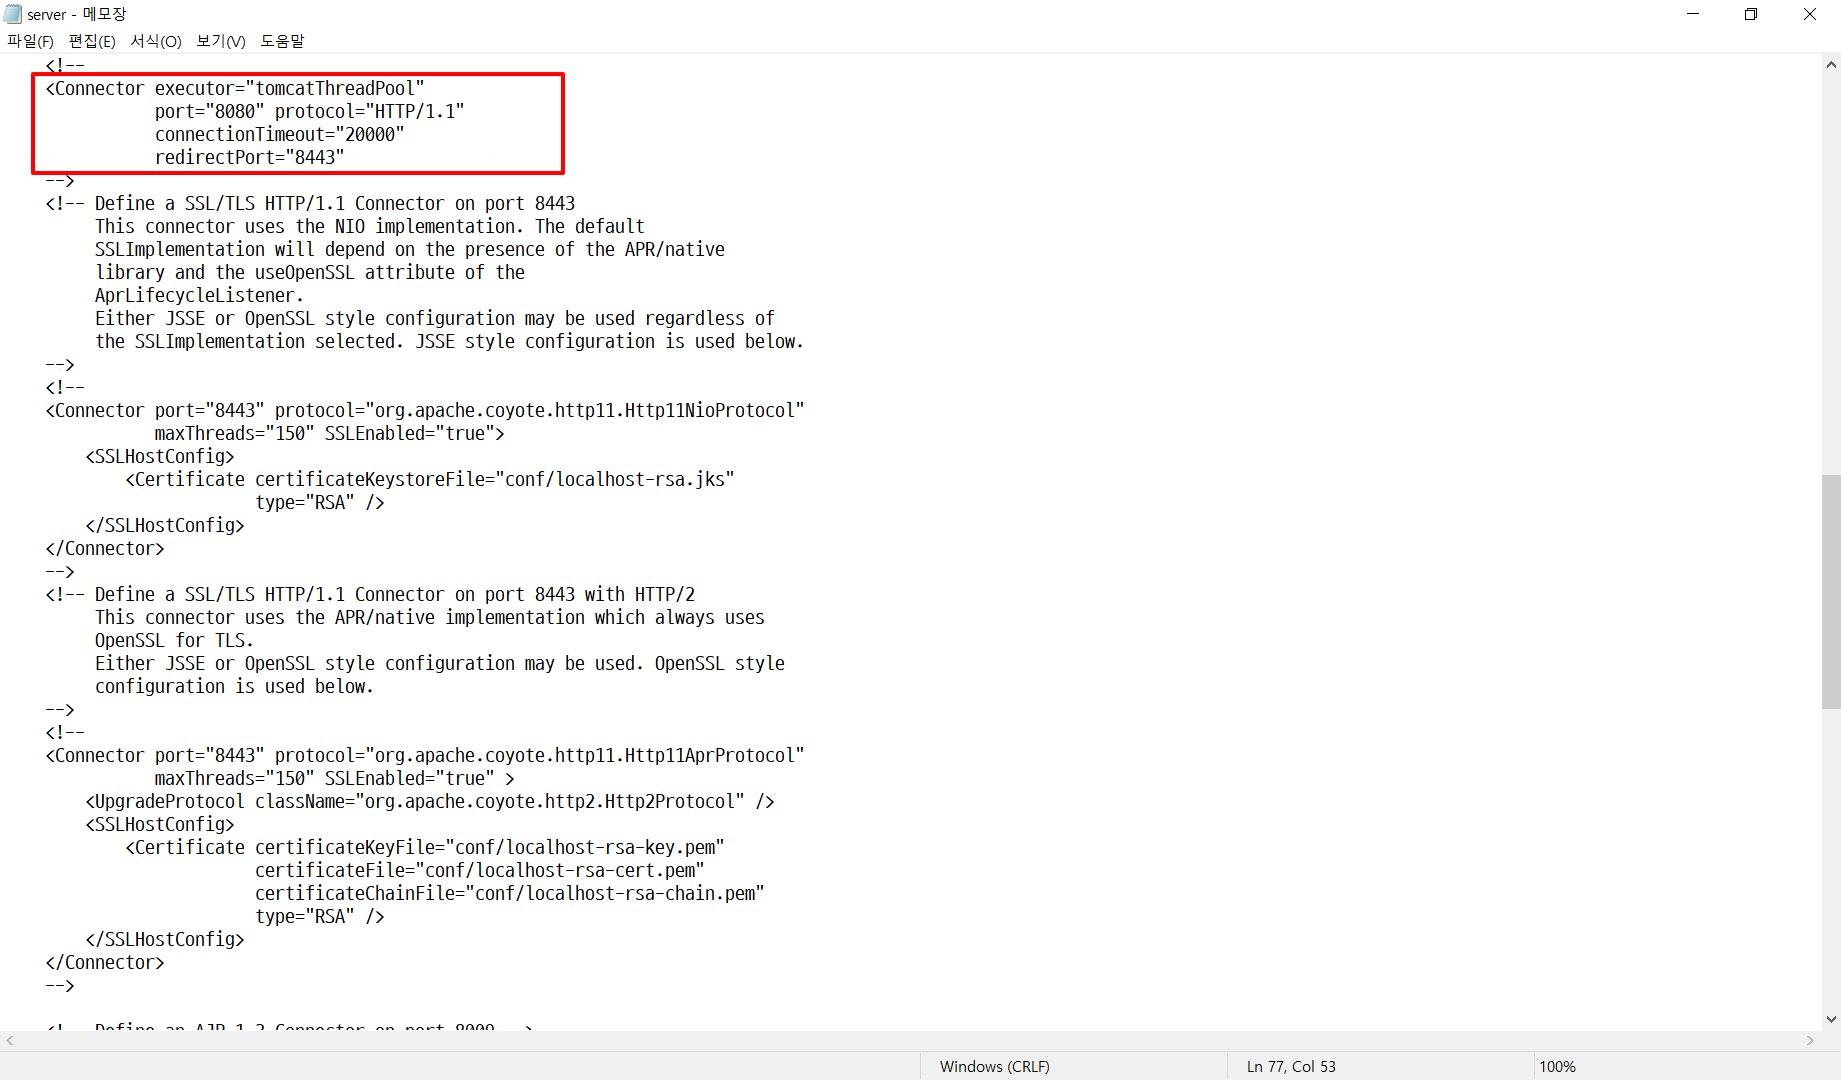 server - 메모장
파일(F) 편집(E) 서식(O) 보기(V) 도움말
<!--
<Connector executor="tomcatThreadPool"
port="8080" protocol="HTTP/1.1"
connectionTimeout="20000"
redirectPort="8443"
-->
<!-- Define a SSL/TLS HTTP/1.1 Connector on port 8443
This connector uses the NIO implementation. The default
SSLImplementation will depend on the presence of the APR/native
library and the useOpenSSL attribute of the
AprLifecycleListener.
Either JSSE or OpenSSL style configuration may be used regardless of
the SSLImplementation selected. JSSE style configuration is used below.
-->
<!--
<Connector port="8443" protocol="org.apache.coyote.http11.Http11NioProtocol"
maxThreads="150" SSLEnabled="true">
<SSLHostConfig>
<Certificate certificateKeystoreFile="conf/localhost-rsa.jks"
type="RSA" />
</SSLHostConfig>
</Connector>
-->
<!-- Define a SSL/TLS HTTP/1.1 Connector on port 8443 with HTTP/2
This connector uses the APR/native implementation which always uses
OpenSSL for TLS.
Either JSSE or OpenSSL style configuration may be used. OpenSSL style
configuration is used below.
-->
<!--
<Connector port="8443" protocol="org.apache.coyote.http11.Http11AprProtocol"
maxThreads="150" SSLEnabled="true" >
<UpgradeProtocol className="org.apache.coyote.http2.Http2Protocol" />
<SSLHostConfig>
<Certificate certificateKeyFile="conf/localhost-rsa-key.pem"
certificateFile="conf/localhost-rsa-cert.pem"
certificateChainFile="conf/localhost-rsa-chain.pem"
type="RSA" />
</SSLHostConfig>
</Connector>
-->
<!-- Define an AJP 1.3 Connector on port 8009 -->
Windows (CRLF) Ln 77, Col 53 100%